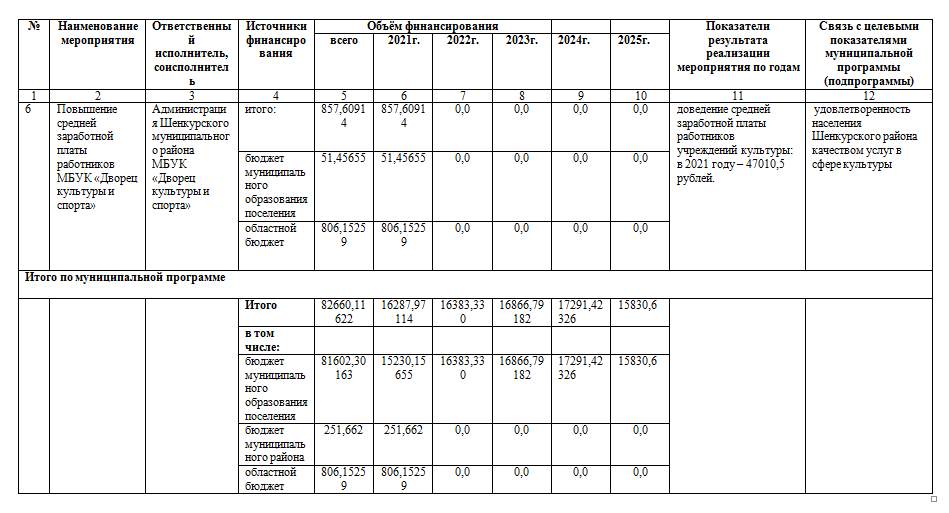 № Наименование мероприятия Ответственный исполнитель, соисполнитель Источники финансирования Объём финансирования Показатели результата реализации мероприятия по годам Связь с целевыми показателями муниципальной программы (подпрограммы)
всего 2021г. 2022г. 2023г. 2024г. 2025г.
1 2 3 4 5 6 7 8 9 10 11 12
6 Повышение средней заработной платы работников МБУК «Дворец культуры и спорта» Администрация Шенкурского муниципального района МБУК «Дворец культуры и спорта» итого: 857,60914 857,60914 0,0 0,0 0,0 0,0 доведение средней заработной платы работников учреждений культуры: в 2021 году – 47010,5 рублей. удовлетворенность населения Шенкурского района качеством услуг в сфере культуры
бюджет муниципального образования поселения 51,45655 51,45655 0,0 0,0 0,0 0,0
областной бюджет 806,15259 806,15259 0,0 0,0 0,0 0,0
Итого по муниципальной программе
Итого 82660,11622 16287,97114 16383,330 16866,79182 17291,42326 15830,6
в том числе:
бюджет муниципального образования поселения 81602,30163 15230,15655 16383,330 16866,79182 17291,42326 15830,6
бюджет муниципального района 251,662 251,662 0,0 0,0 0,0 0,0
областной бюджет 806,15259 806,15259 0,0 0,0 0,0 0,0